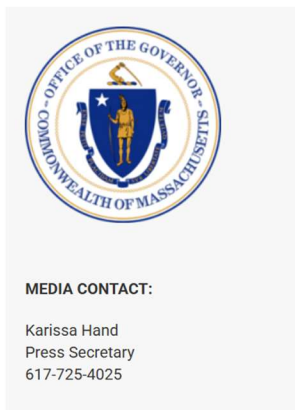 OFFICE OF THE GOVERNOR
COMMONWEALTH OF MASSACHUSETTS
MEDIA CONTACT:
Karissa Hand
Press Secretary
617-725-4025